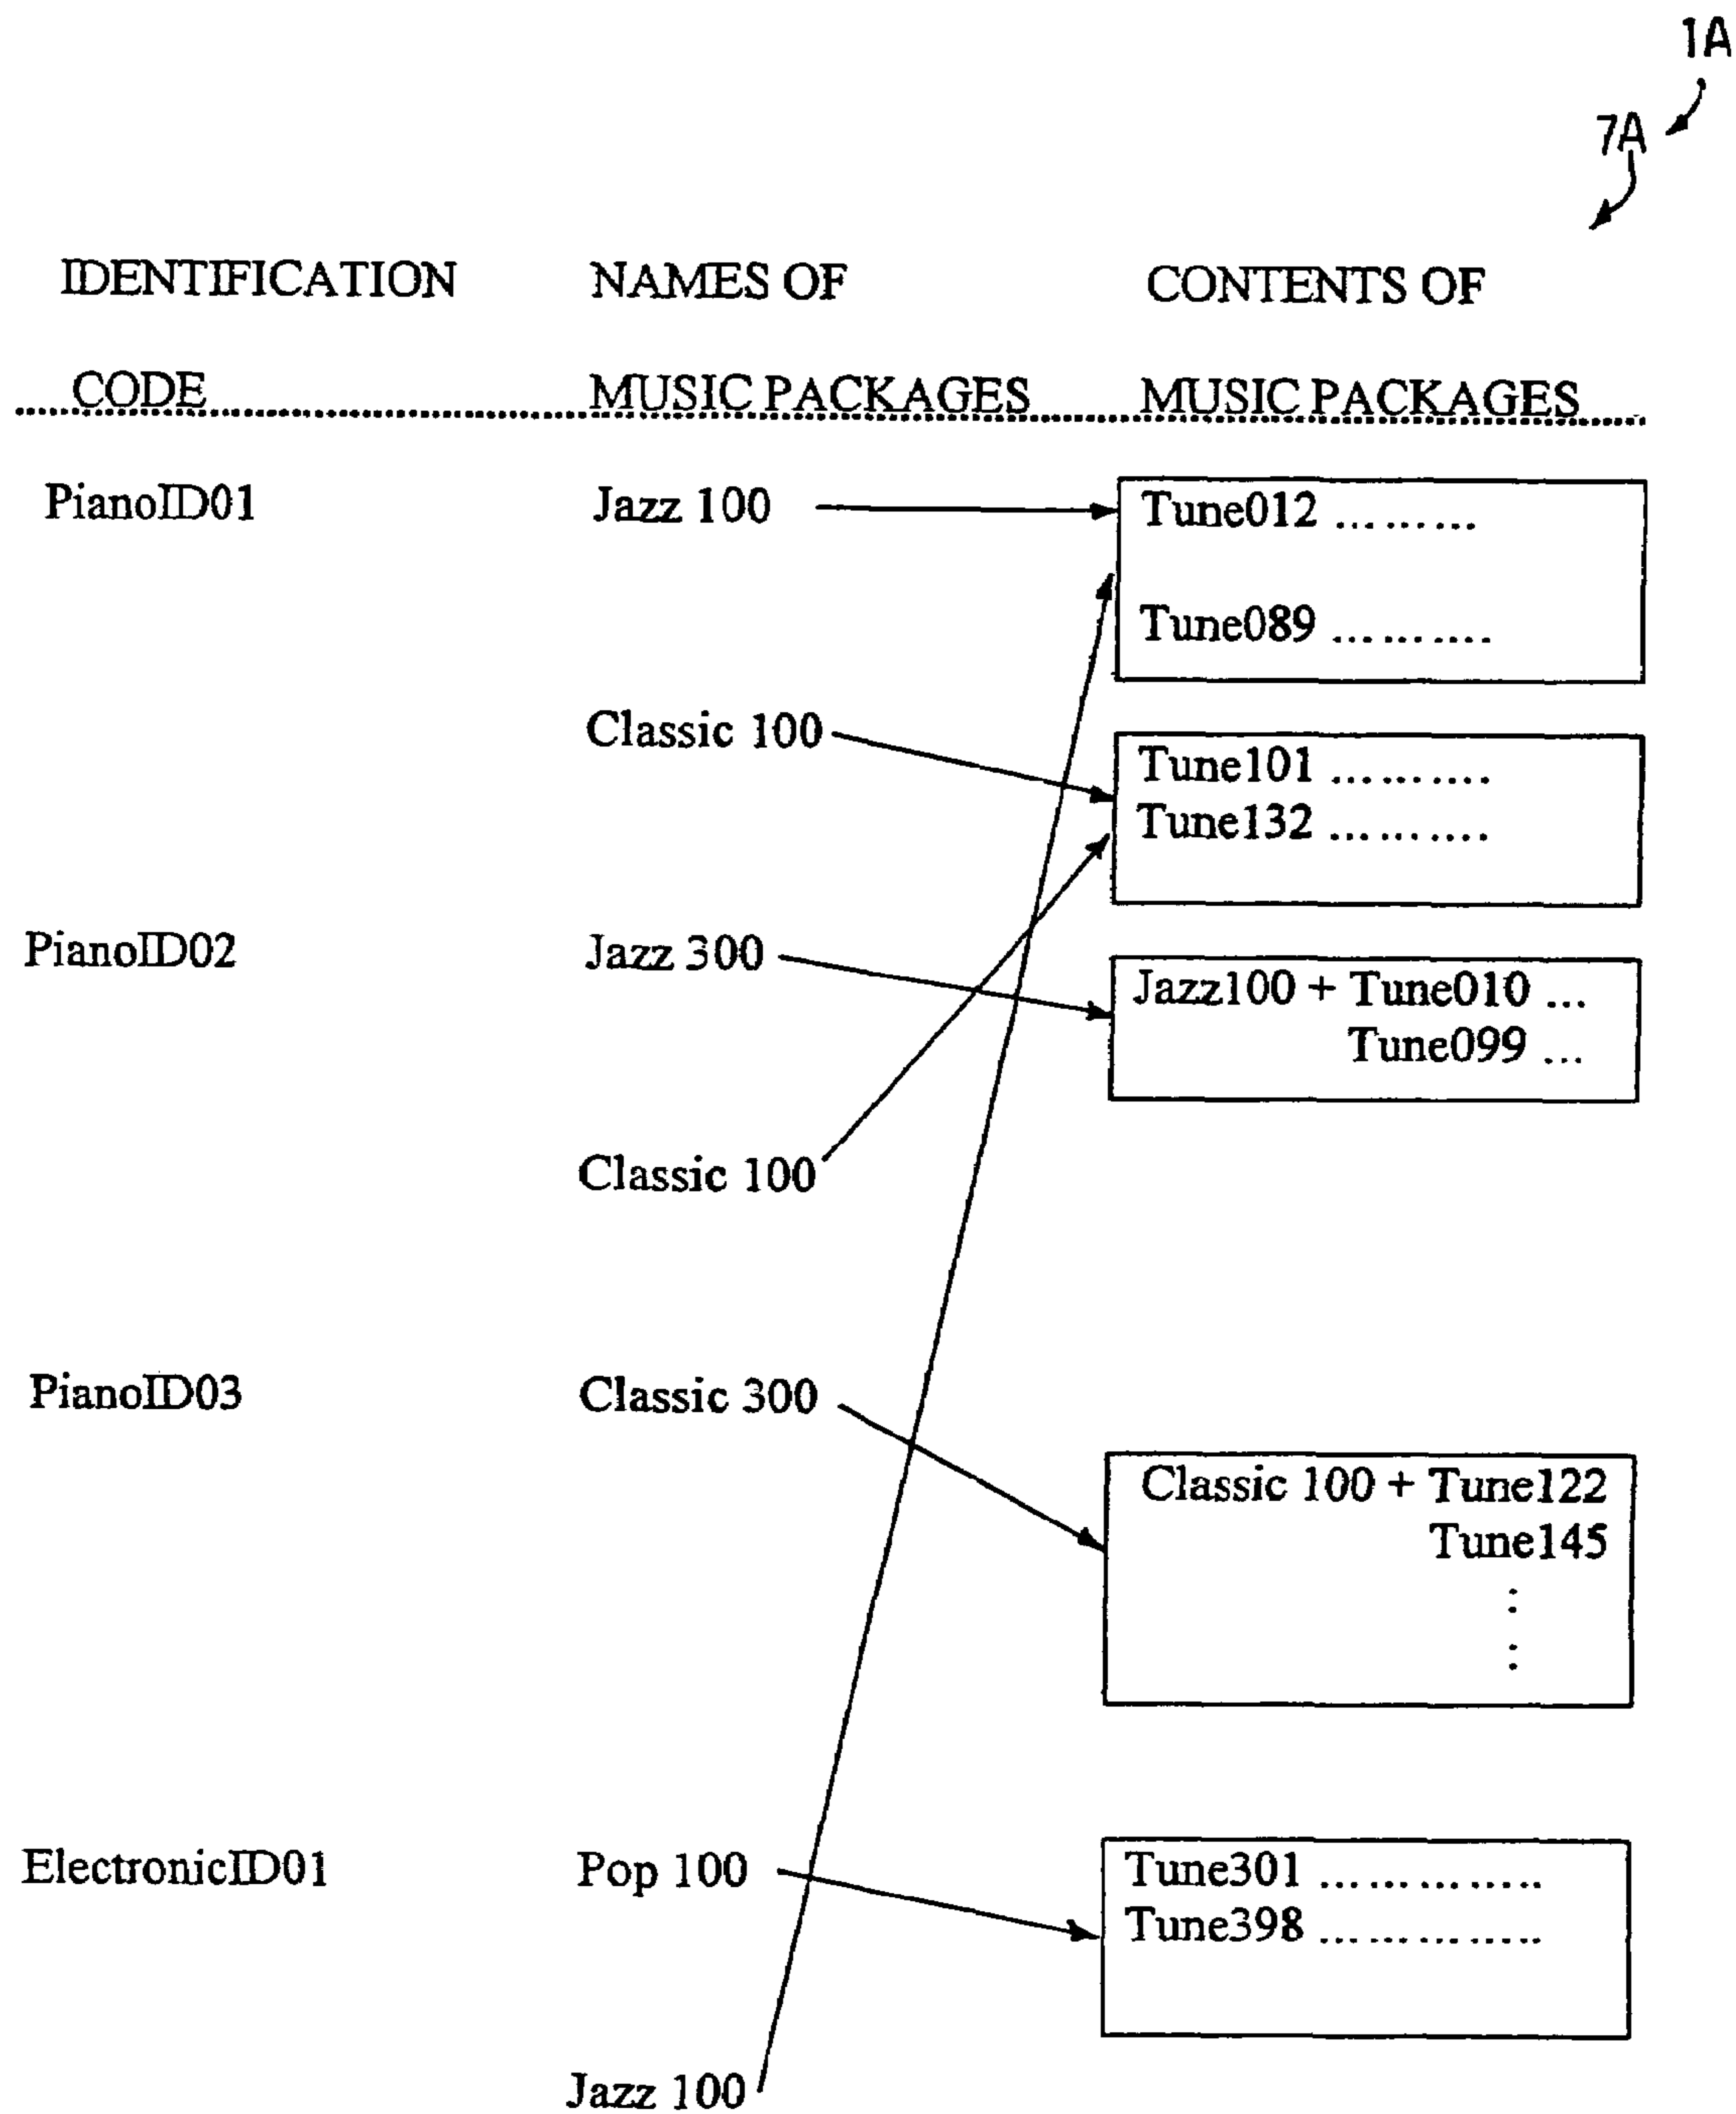 1A
7A
IDENTIFICATION NAMES OF CONTENTS OF
CODE MUSIC PACKAGES MUSIC PACKAGES
PianoID01 Jazz 100 Tune012 .........
Tune089 ..........
Classic 100 Tune101 ..........
Tune132 ..........
PianoID02 Jazz 300 Jazz100 + Tune010 ...
Tune099 ...
Classic 100
PianoID03 Classic 300
Classic 100 + Tune122
Tune145
ElectronicID01 Pop 100 Tune301 ..............
Tune398 ..............
Jazz 100